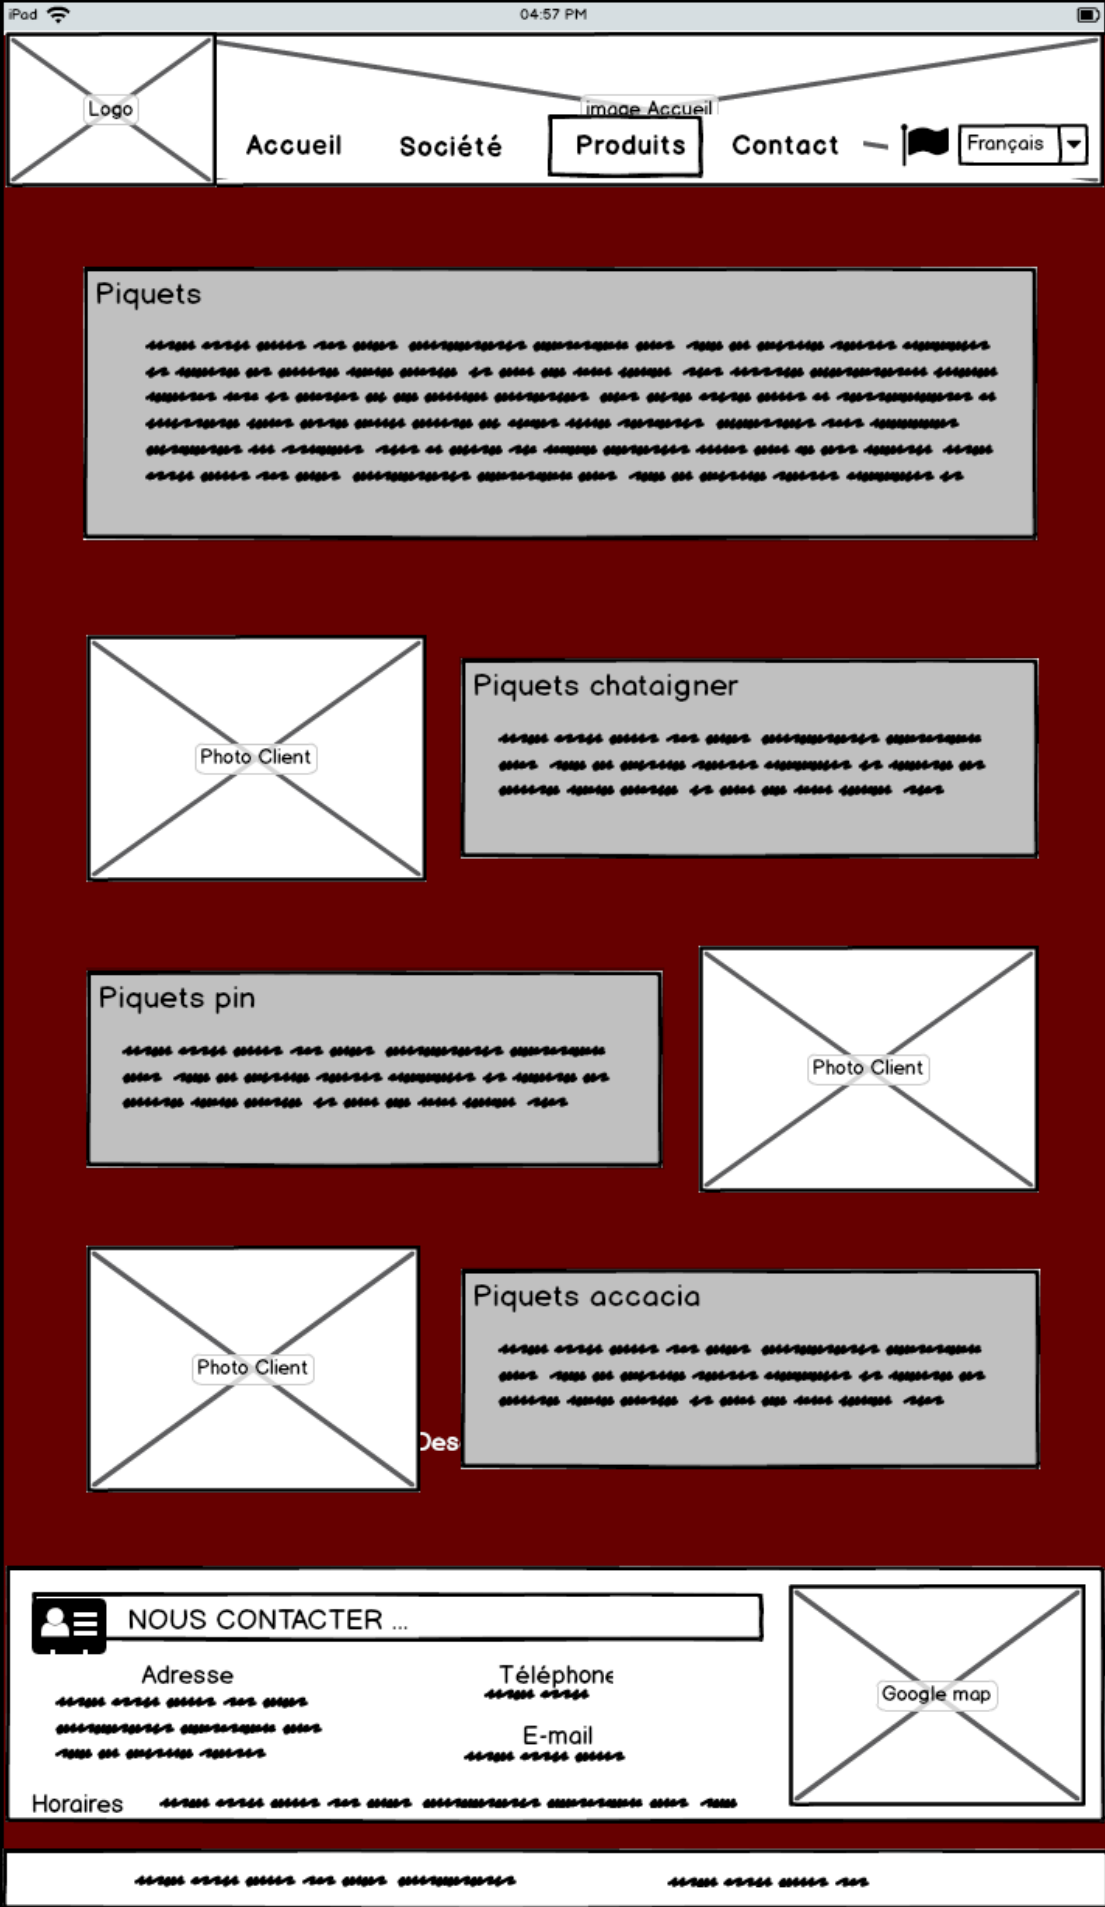 iPad 04:57 PM
Logo
image Accueil
Accueil Société Produits Contact Français
Piquets
Photo Client
Piquets chataigner
Piquets pin
Photo Client
Photo Client
Piquets accacia
Des
NOUS CONTACTER ...
Adresse
Téléphone
E-mail
Google map
Horaires